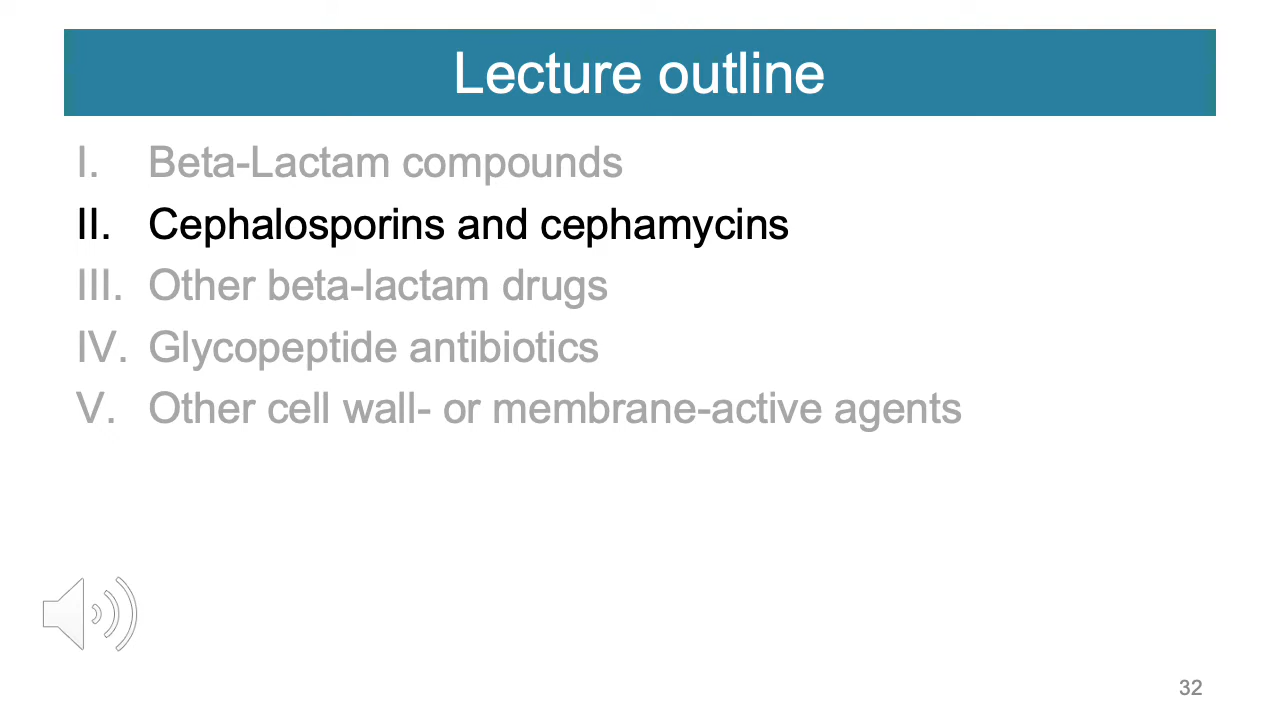 Lecture outline
I. Beta-Lactam compounds
II. Cephalosporins and cephamycins
III. Other beta-lactam drugs
IV. Glycopeptide antibiotics
V. Other cell wall- or membrane-active agents
32